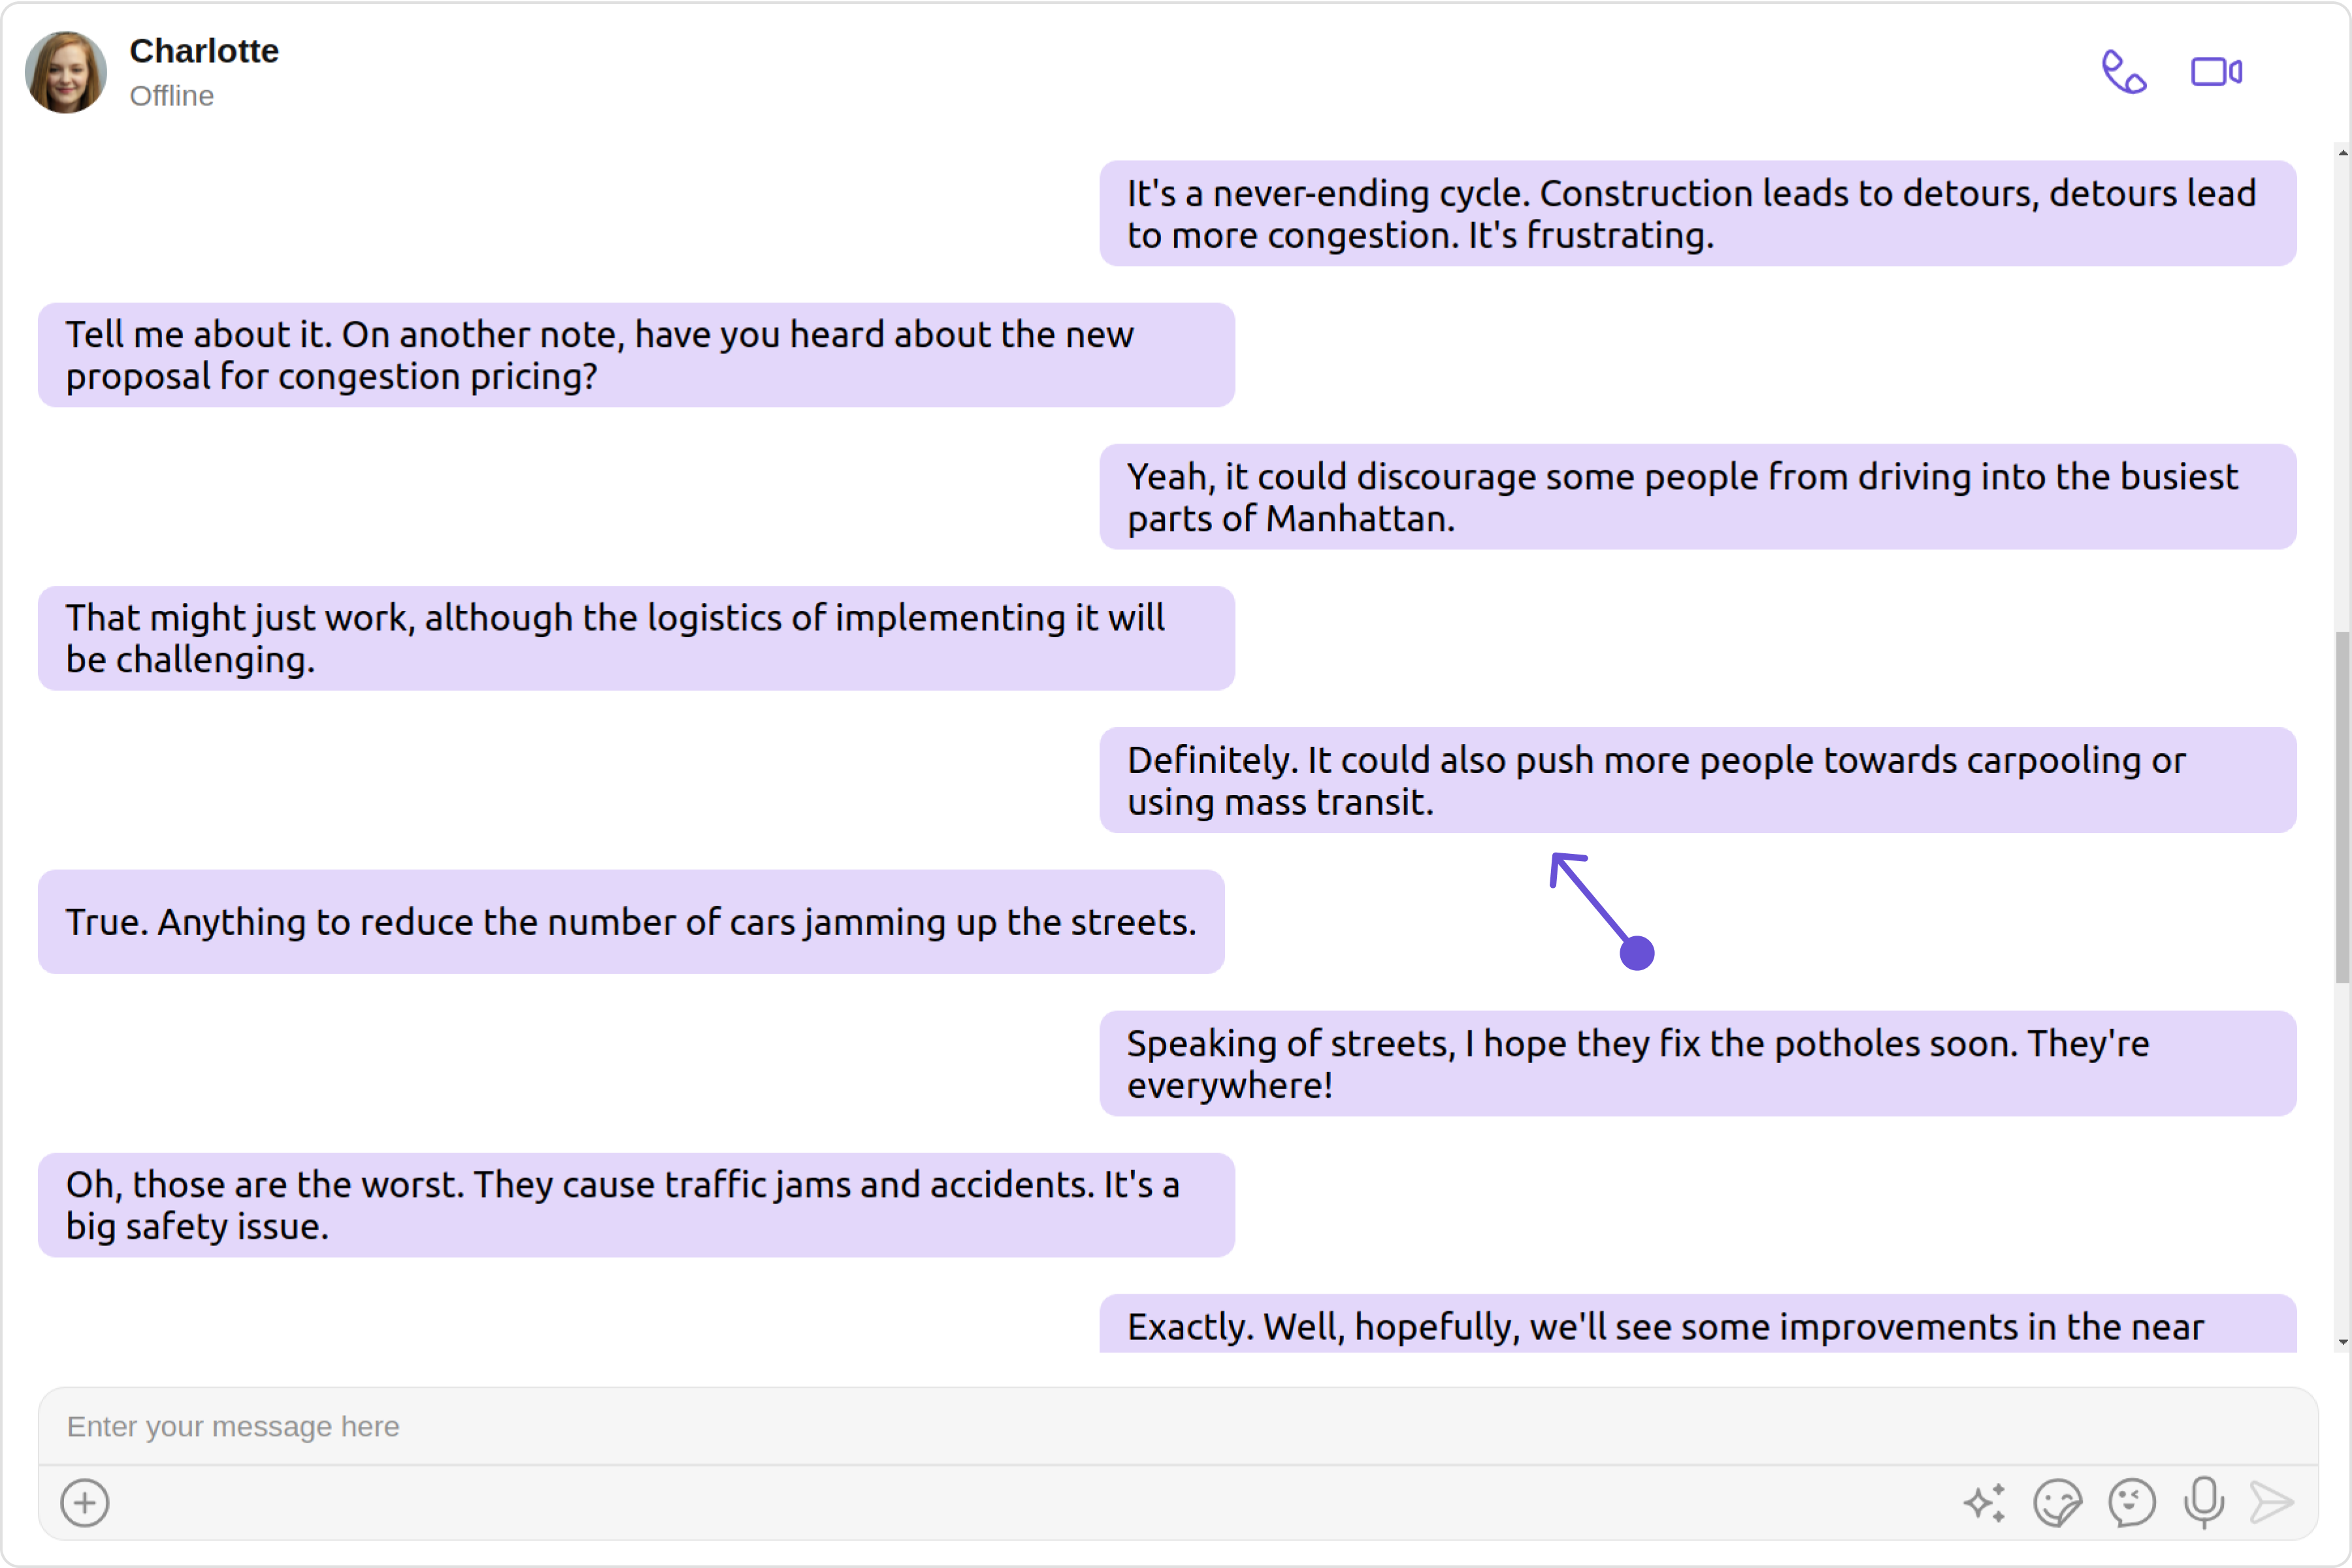 Charlotte
Offline
It's a never-ending cycle. Construction leads to detours, detours lead
to more congestion. It's frustrating.
Tell me about it. On another note, have you heard about the new
proposal for congestion pricing?
Yeah, it could discourage some people from driving into the busiest
parts of Manhattan.
That might just work, although the logistics of implementing it will
be challenging.
Definitely. It could also push more people towards carpooling or
using mass transit.
True. Anything to reduce the number of cars jamming up the streets.
Speaking of streets, I hope they fix the potholes soon. They're
everywhere!
Oh, those are the worst. They cause traffic jams and accidents. It's a
big safety issue.
Exactly. Well, hopefully, we'll see some improvements in the near
Enter your message here